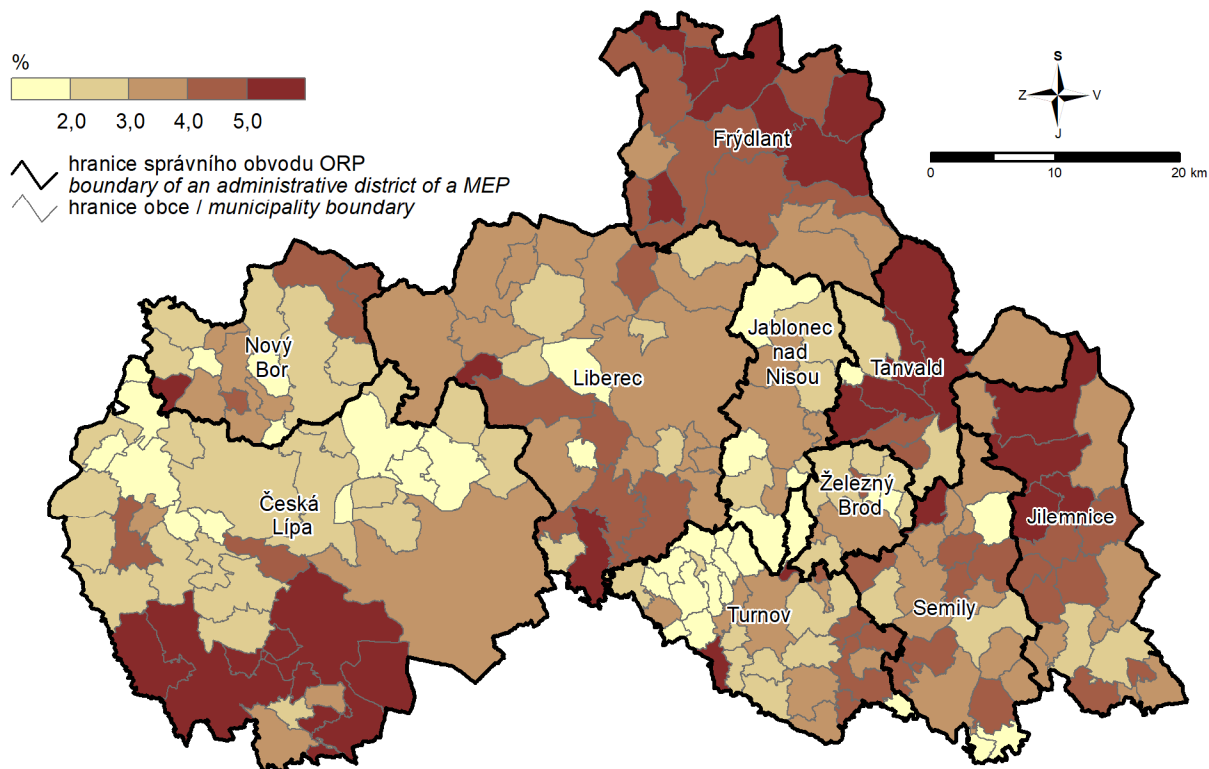 %
2,0 3,0 4,0 5,0
hranice správního obvodu ORP
boundary of an administrative district of a MEP
hranice obce / municipality boundary
S
Z V
J
0 10 20 km
Frýdlant
Nový
Bor
Liberec
Jablonec
nad
Nisou
Tanvald
Česká
Lípa
Železný
Brod
Jilemnice
Turnov
Semily